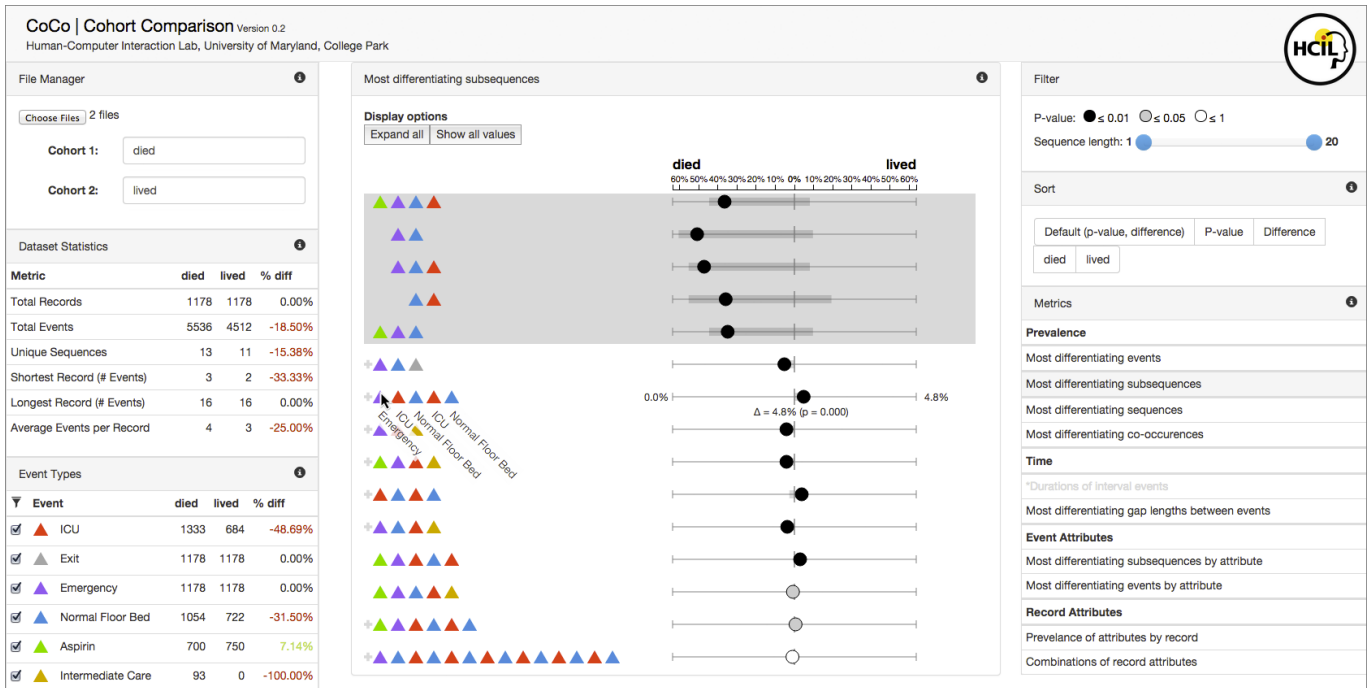 CoCo | Cohort Comparison Version 0.2
Human-Computer Interaction Lab, University of Maryland, College Park
HCIL
File Manager
Choose Files 2 files
Cohort 1: died
Cohort 2: lived
Dataset Statistics
Metric died lived % diff
Total Records 1178 1178 0.00%
Total Events 5536 4512 -18.50%
Unique Sequences 13 11 -15.38%
Shortest Record (# Events) 3 2 -33.33%
Longest Record (# Events) 16 16 0.00%
Average Events per Record 4 3 -25.00%
Event Types
Event died lived % diff
ICU 1333 684 -48.69%
Exit 1178 1178 0.00%
Emergency 1178 1178 0.00%
Normal Floor Bed 1054 722 -31.50%
Aspirin 700 750 7.14%
Intermediate Care 93 0 -100.00%
Most differentiating subsequences
Display options
Expand all Show all values
died lived
60% 50% 40% 30% 20% 10% 0% 10% 20% 30% 40% 50% 60%
0.0% 4.8%
Δ = 4.8% (p = 0.000)
Emergency
ICU
Normal Floor Bed
ICU
Normal Floor Bed
Filter
P-value: ≤ 0.01 ≤ 0.05 ≤ 1
Sequence length: 1 20
Sort
Default (p-value, difference) P-value Difference
died lived
Metrics
Prevalence
Most differentiating events
Most differentiating subsequences
Most differentiating sequences
Most differentiating co-occurences
Time
*Durations of interval events
Most differentiating gap lengths between events
Event Attributes
Most differentiating subsequences by attribute
Most differentiating events by attribute
Record Attributes
Prevelance of attributes by record
Combinations of record attributes